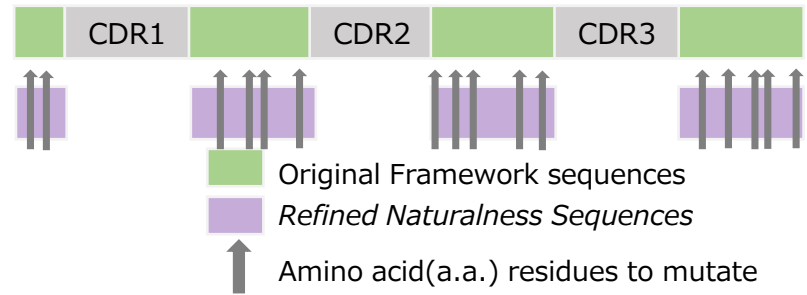 CDR1 CDR2 CDR3
Original Framework sequences
Refined Naturalness Sequences
Amino acid(a.a.) residues to mutate